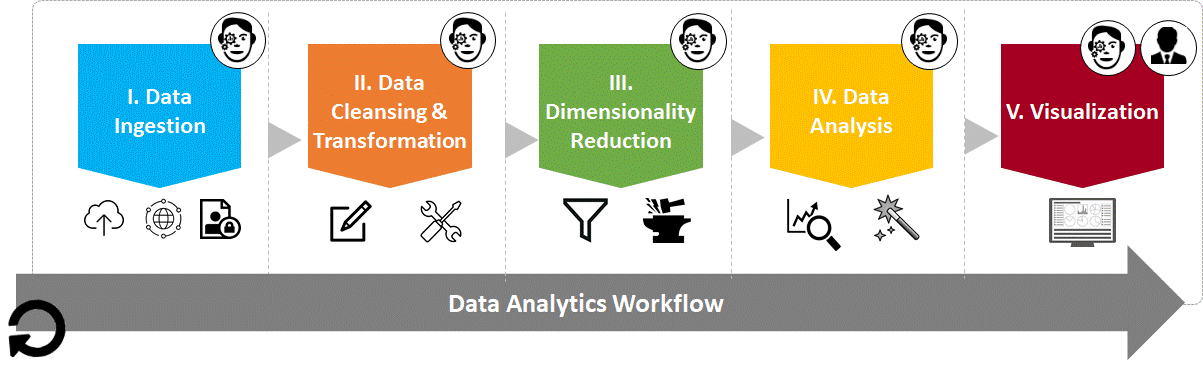 I. Data
Ingestion
II. Data
Cleansing &
Transformation
III.
Dimensionality
Reduction
IV. Data
Analysis
V. Visualization
Data Analytics Workflow